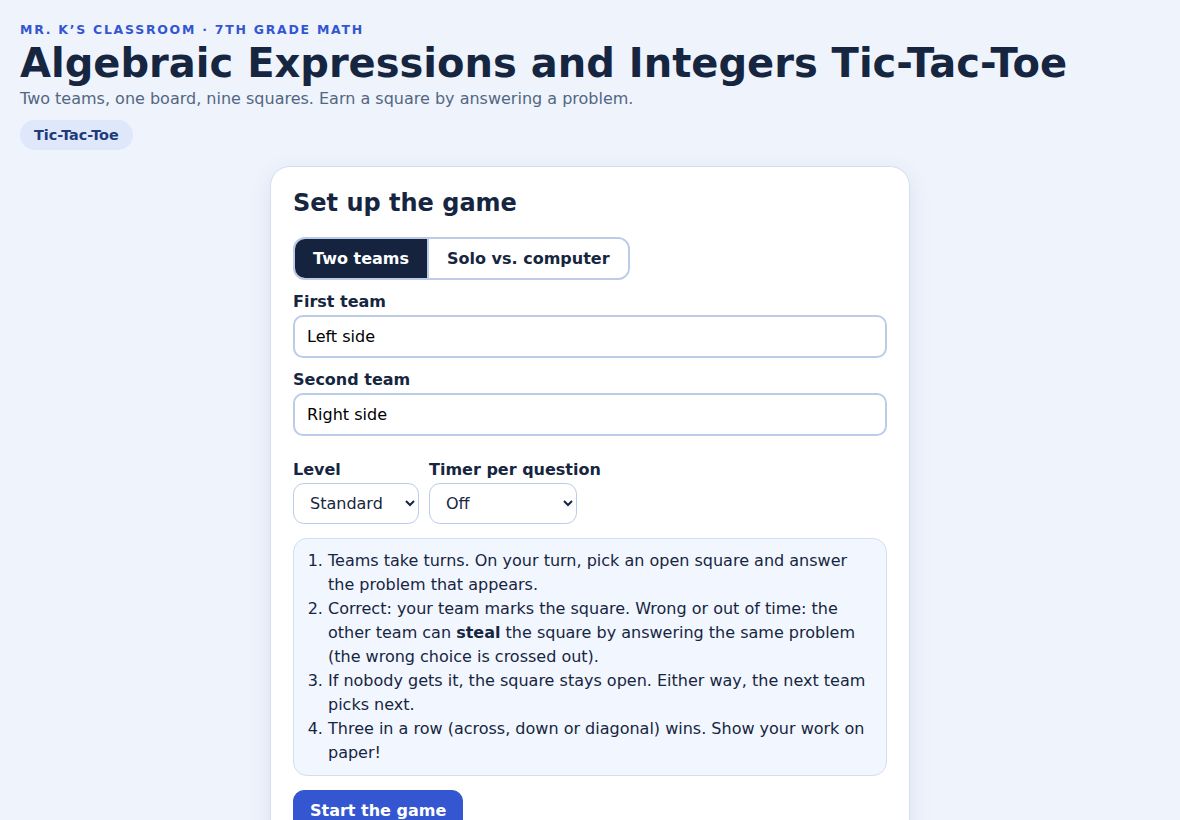 MR. K’S CLASSROOM · 7TH GRADE MATH
Algebraic Expressions and Integers Tic-Tac-Toe
Two teams, one board, nine squares. Earn a square by answering a problem.
Tic-Tac-Toe
Set up the game
Two teams
Solo vs. computer
First team
Left side
Second team
Right side
Level
Timer per question
Standard
Off
1. Teams take turns. On your turn, pick an open square and answer
the problem that appears.
2. Correct: your team marks the square. Wrong or out of time: the
other team can steal the square by answering the same problem
(the wrong choice is crossed out).
3. If nobody gets it, the square stays open. Either way, the next team
picks next.
4. Three in a row (across, down or diagonal) wins. Show your work on
paper!
Start the game